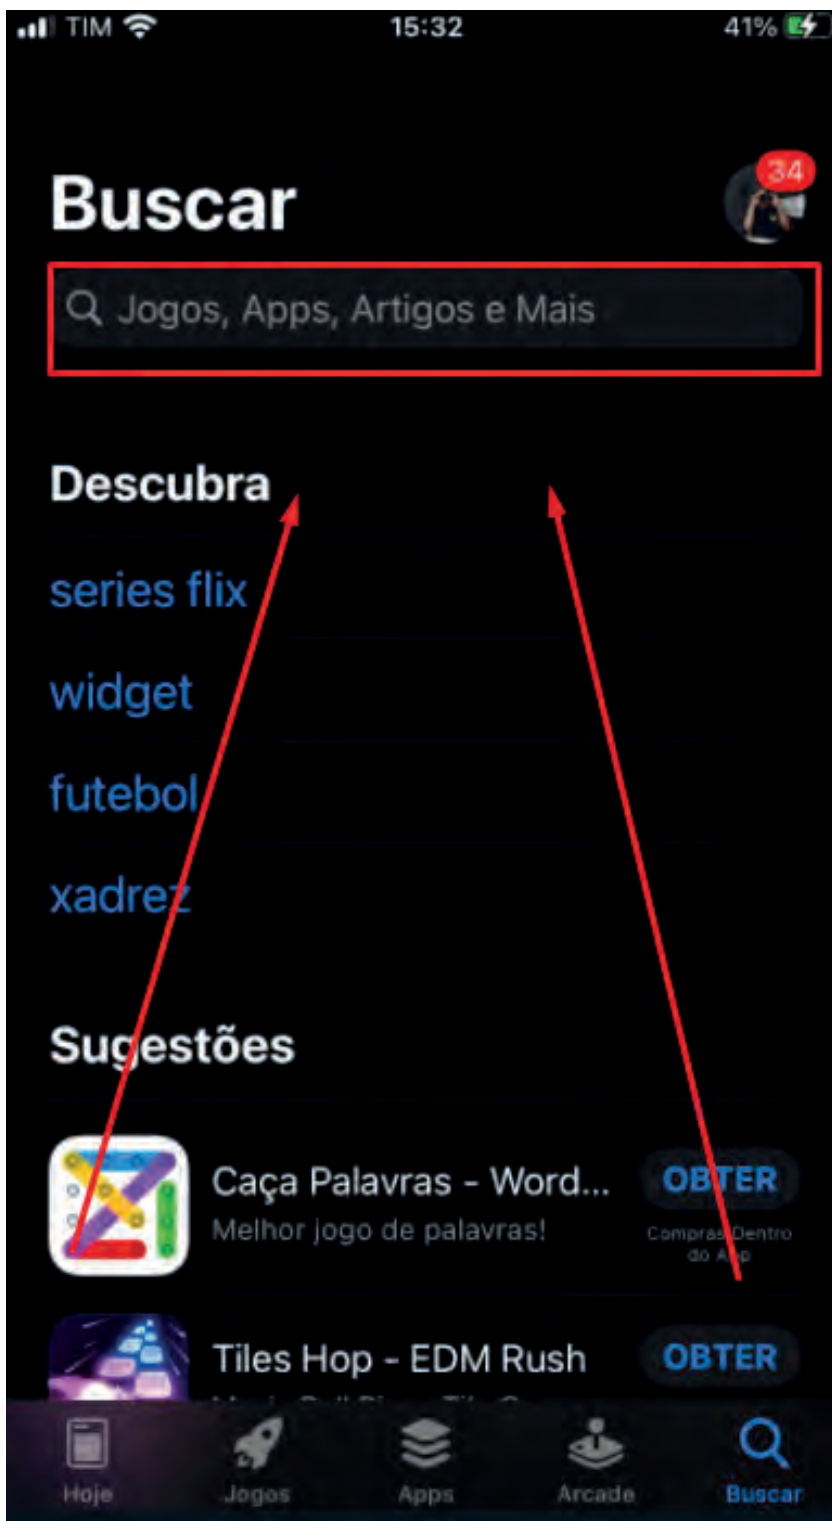 TIM 15:32 41%
34
Buscar
Jogos, Apps, Artigos e Mais
Descubra
series flix
widget
futebol
xadrez
Sugestões
Caça Palavras - Word...
OBTER
Melhor jogo de palavras!
Compras Dentro
do App
Tiles Hop - EDM Rush
OBTER
Hoje Jogos Apps Arcade Buscar